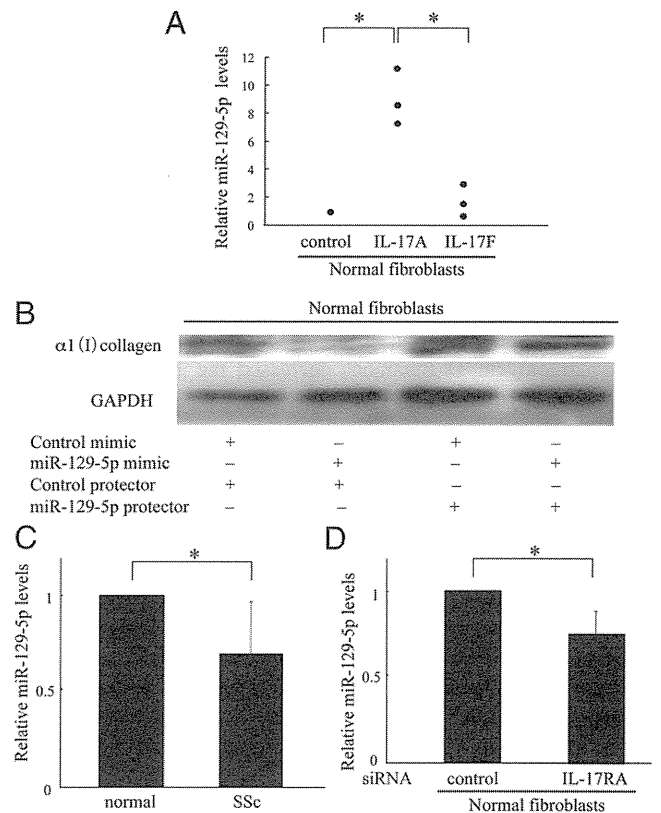 A
* *
Relative miR-129-5p levels
12
10
8
6
4
2
0
control IL-17A IL-17F
Normal fibroblasts
B
Normal fibroblasts
α1(I) collagen
GAPDH
Control mimic + − + −
miR-129-5p mimic − + − +
Control protector + + − −
miR-129-5p protector − − + +
C
*
Relative miR-129-5p levels
1
0.5
0
normal SSc
D
*
Relative miR-129-5p levels
1
0.5
0
siRNA control IL-17RA
Normal fibroblasts